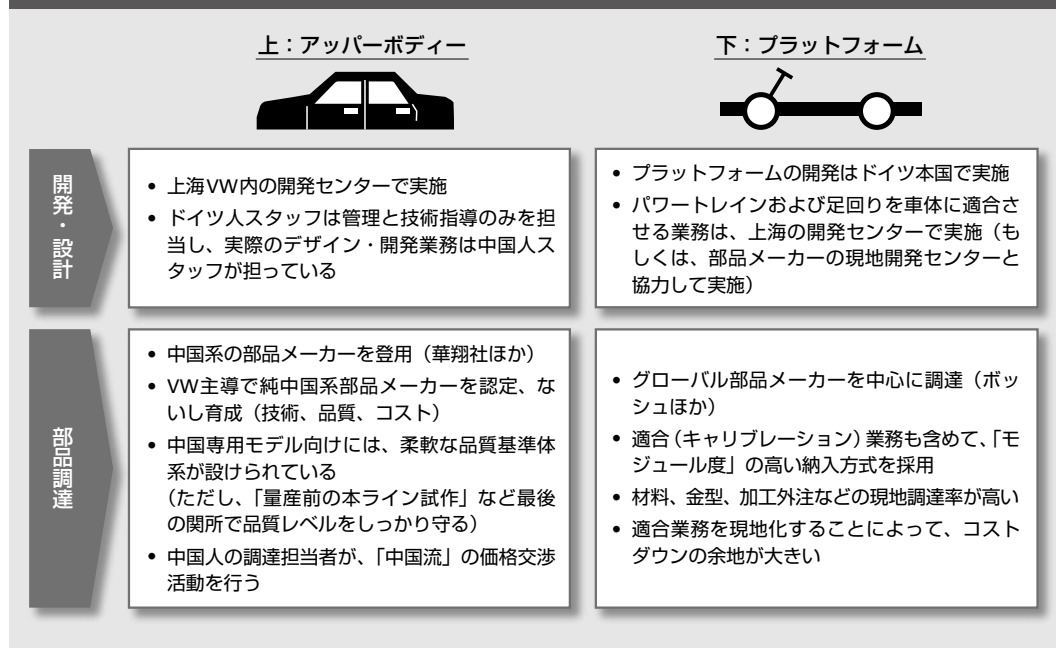 上：アッパーボディー
下：プラットフォーム
開発・設計
• 上海VW内の開発センターで実施
• ドイツ人スタッフは管理と技術指導のみを担
当し、実際のデザイン・開発業務は中国人ス
タッフが担っている
• プラットフォームの開発はドイツ本国で実施
• パワートレインおよび足回りを車体に適合さ
せる業務は、上海の開発センターで実施（も
しくは、部品メーカーの現地開発センターと
協力して実施）
部品調達
• 中国系の部品メーカーを登用（華翔社ほか）
• VW主導で純中国系部品メーカーを認定、な
いし育成（技術、品質、コスト）
• 中国専用モデル向けには、柔軟な品質基準体
系が設けられている
（ただし、「量産前の本ライン試作」など最後
の関所で品質レベルをしっかり守る）
• 中国人の調達担当者が、「中国流」の価格交渉
活動を行う
• グローバル部品メーカーを中心に調達（ボッ
シュほか）
• 適合（キャリブレーション）業務も含めて、「モ
ジュール度」の高い納入方式を採用
• 材料、金型、加工外注などの現地調達率が高い
• 適合業務を現地化することによって、コスト
ダウンの余地が大きい